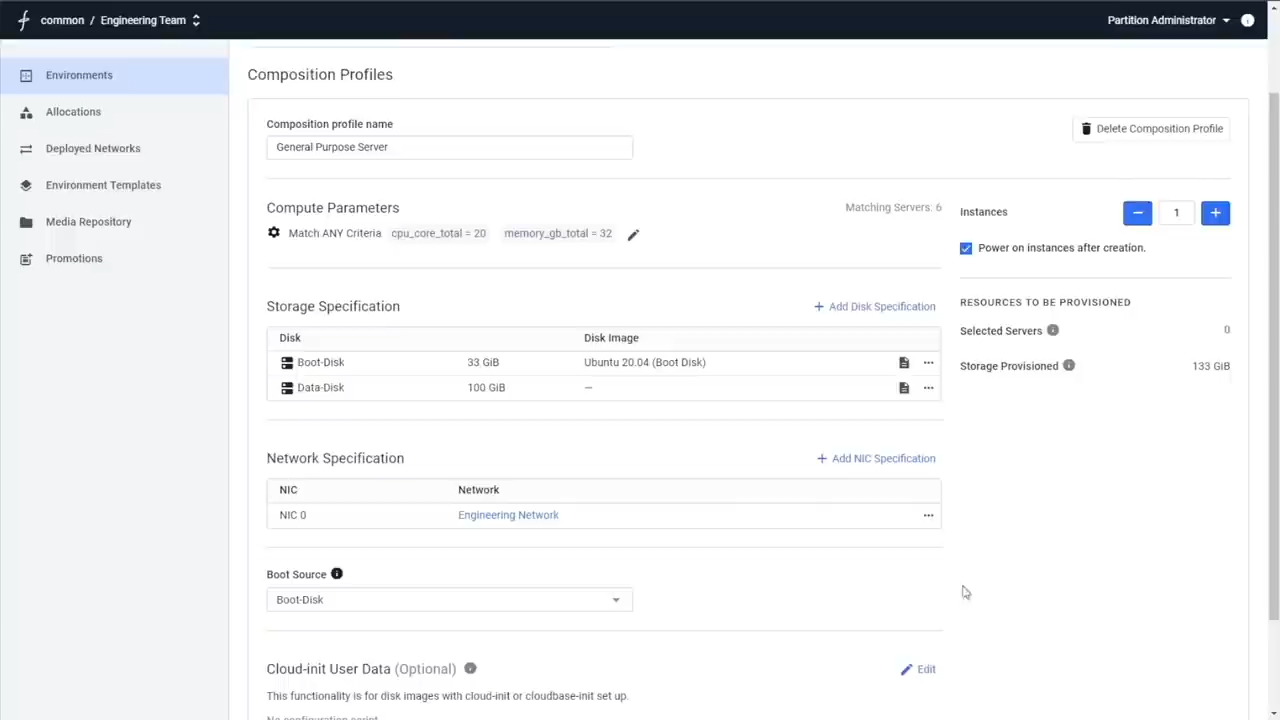 common / Engineering Team
Partition Administrator
Environments
Allocations
Deployed Networks
Environment Templates
Media Repository
Promotions
Composition Profiles
Composition profile name
General Purpose Server
Delete Composition Profile
Compute Parameters
Matching Servers: 6
Match ANY Criteria cpu_core_total = 20 memory_gb_total = 32
Instances
1
Power on instances after creation.
Storage Specification
+ Add Disk Specification
Disk Disk Image
Boot-Disk 33 GiB Ubuntu 20.04 (Boot Disk)
Data-Disk 100 GiB —
RESOURCES TO BE PROVISIONED
Selected Servers 0
Storage Provisioned 133 GiB
Network Specification
+ Add NIC Specification
NIC Network
NIC 0 Engineering Network
Boot Source
Boot-Disk
Cloud-init User Data (Optional)
Edit
This functionality is for disk images with cloud-init or cloudbase-init set up.
No configuration script